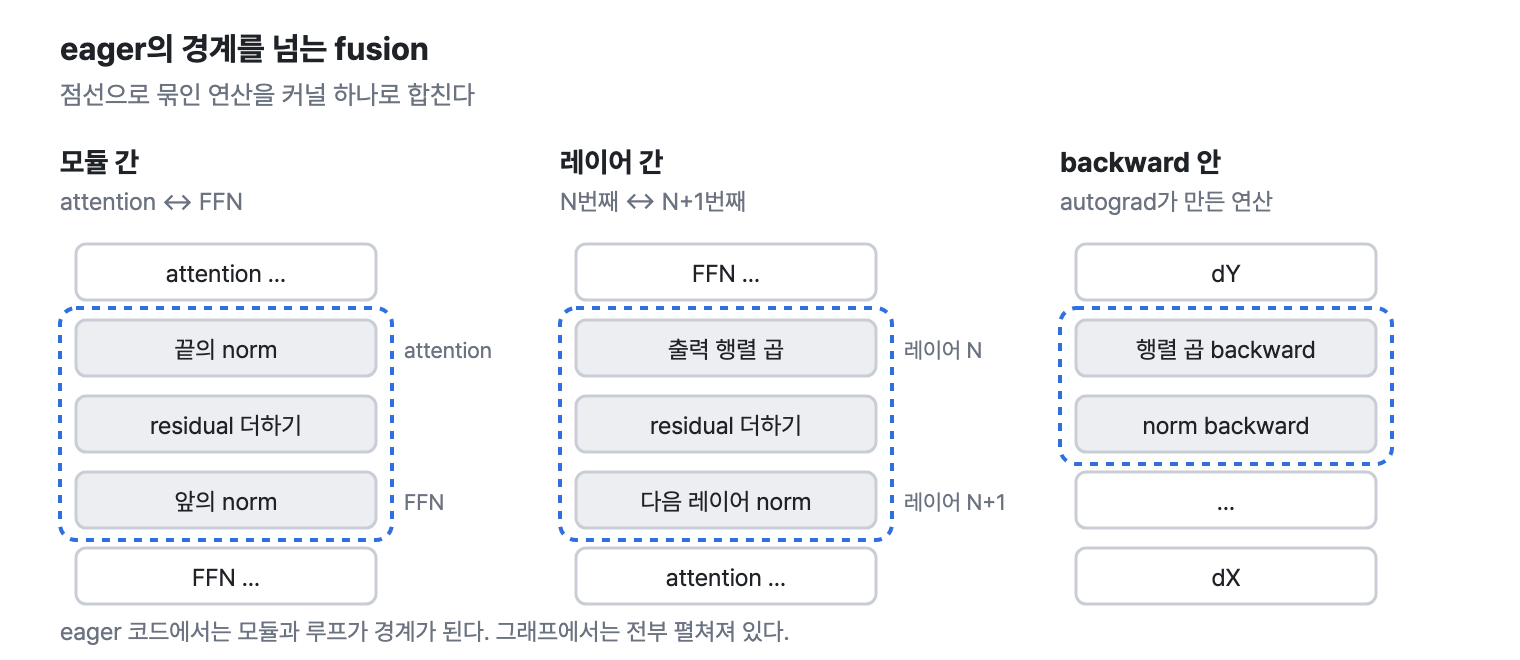 eager의 경계를 넘는 fusion
점선으로 묶인 연산을 커널 하나로 합친다
모듈 간
attention ↔ FFN
attention ...
끝의 norm
attention
residual 더하기
앞의 norm
FFN
FFN ...
레이어 간
N번째 ↔ N+1번째
FFN ...
출력 행렬 곱
레이어 N
residual 더하기
다음 레이어 norm
레이어 N+1
attention ...
backward 안
autograd가 만든 연산
dY
행렬 곱 backward
norm backward
...
dX
eager 코드에서는 모듈과 루프가 경계가 된다. 그래프에서는 전부 펼쳐져 있다.